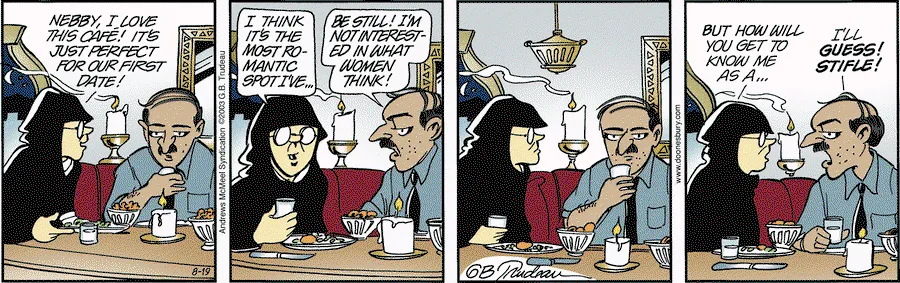 NEBBY, I LOVE
THIS CAFÉ! IT'S
JUST PERFECT
FOR OUR FIRST
DATE!
8-19
Andrews McMeel Syndication ©2003 G.B. Trudeau
I THINK
IT'S THE
MOST RO-
MANTIC
SPOT I'VE...
BE STILL! I'M
NOT INTEREST-
ED IN WHAT
WOMEN
THINK!
GB Trudeau
www.doonesbury.com
BUT HOW WILL
YOU GET TO
KNOW ME
AS A...
I'LL
GUESS!
STIFLE!